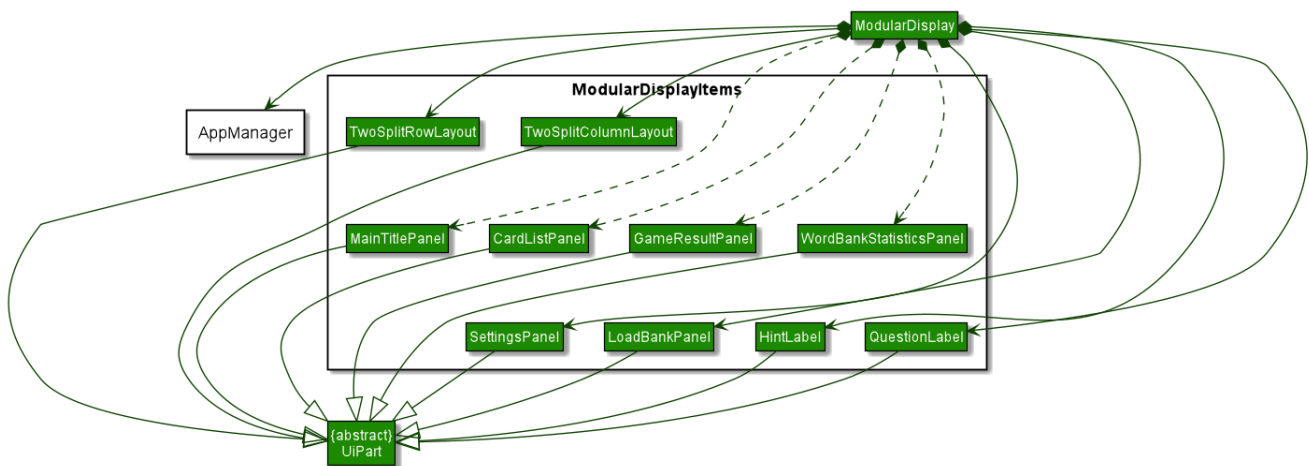 ModularDisplay
ModularDisplayItems
AppManager
TwoSplitRowLayout
TwoSplitColumnLayout
MainTitlePanel
CardListPanel
GameResultPanel
WordBankStatisticsPanel
SettingsPanel
LoadBankPanel
HintLabel
QuestionLabel
{abstract}
UiPart